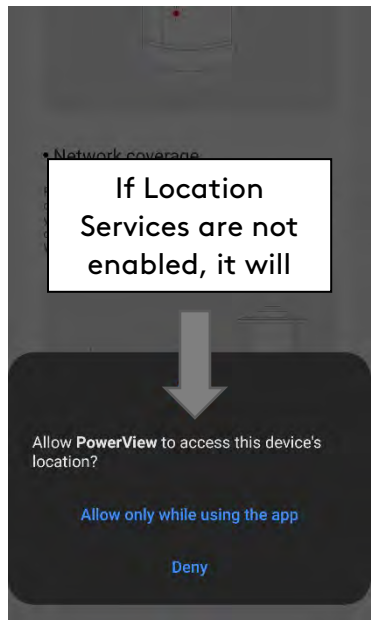 • Network coverage
If Location
Services are not
enabled, it will
Allow PowerView to access this device's
location?
Allow only while using the app
Deny